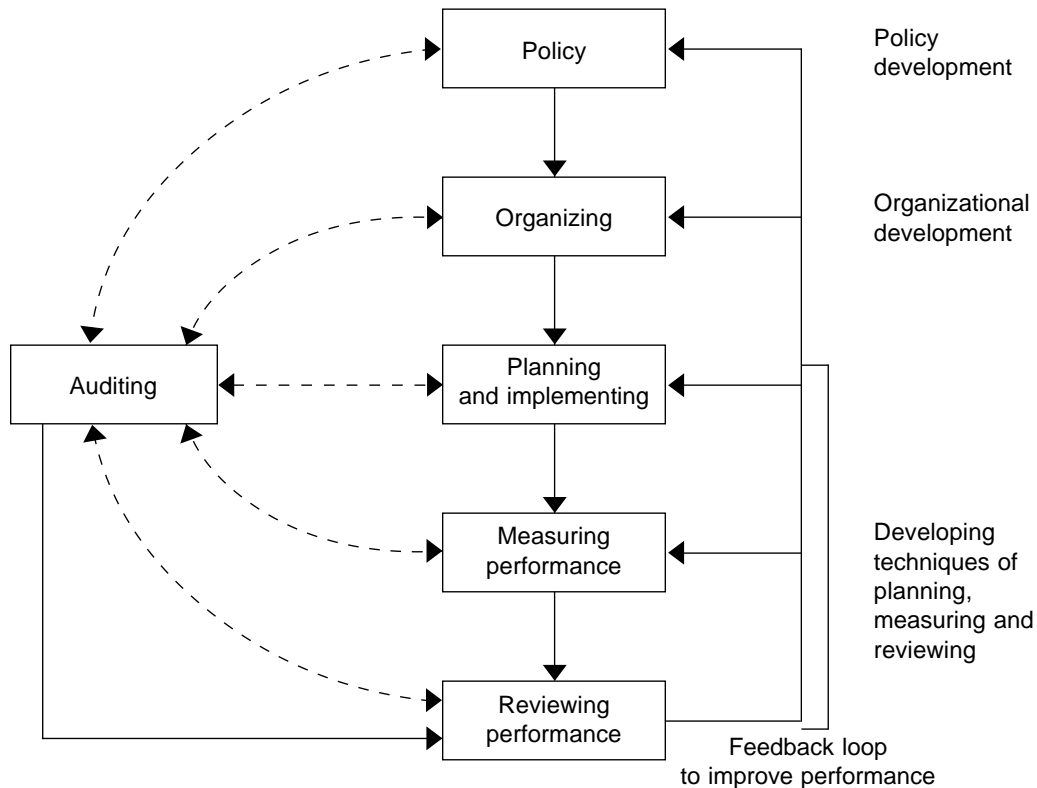 Policy
Policy
development
Organizing
Organizational
development
Auditing
Planning
and implementing
Measuring
performance
Developing
techniques of
planning,
measuring and
reviewing
Reviewing
performance
Feedback loop
to improve performance